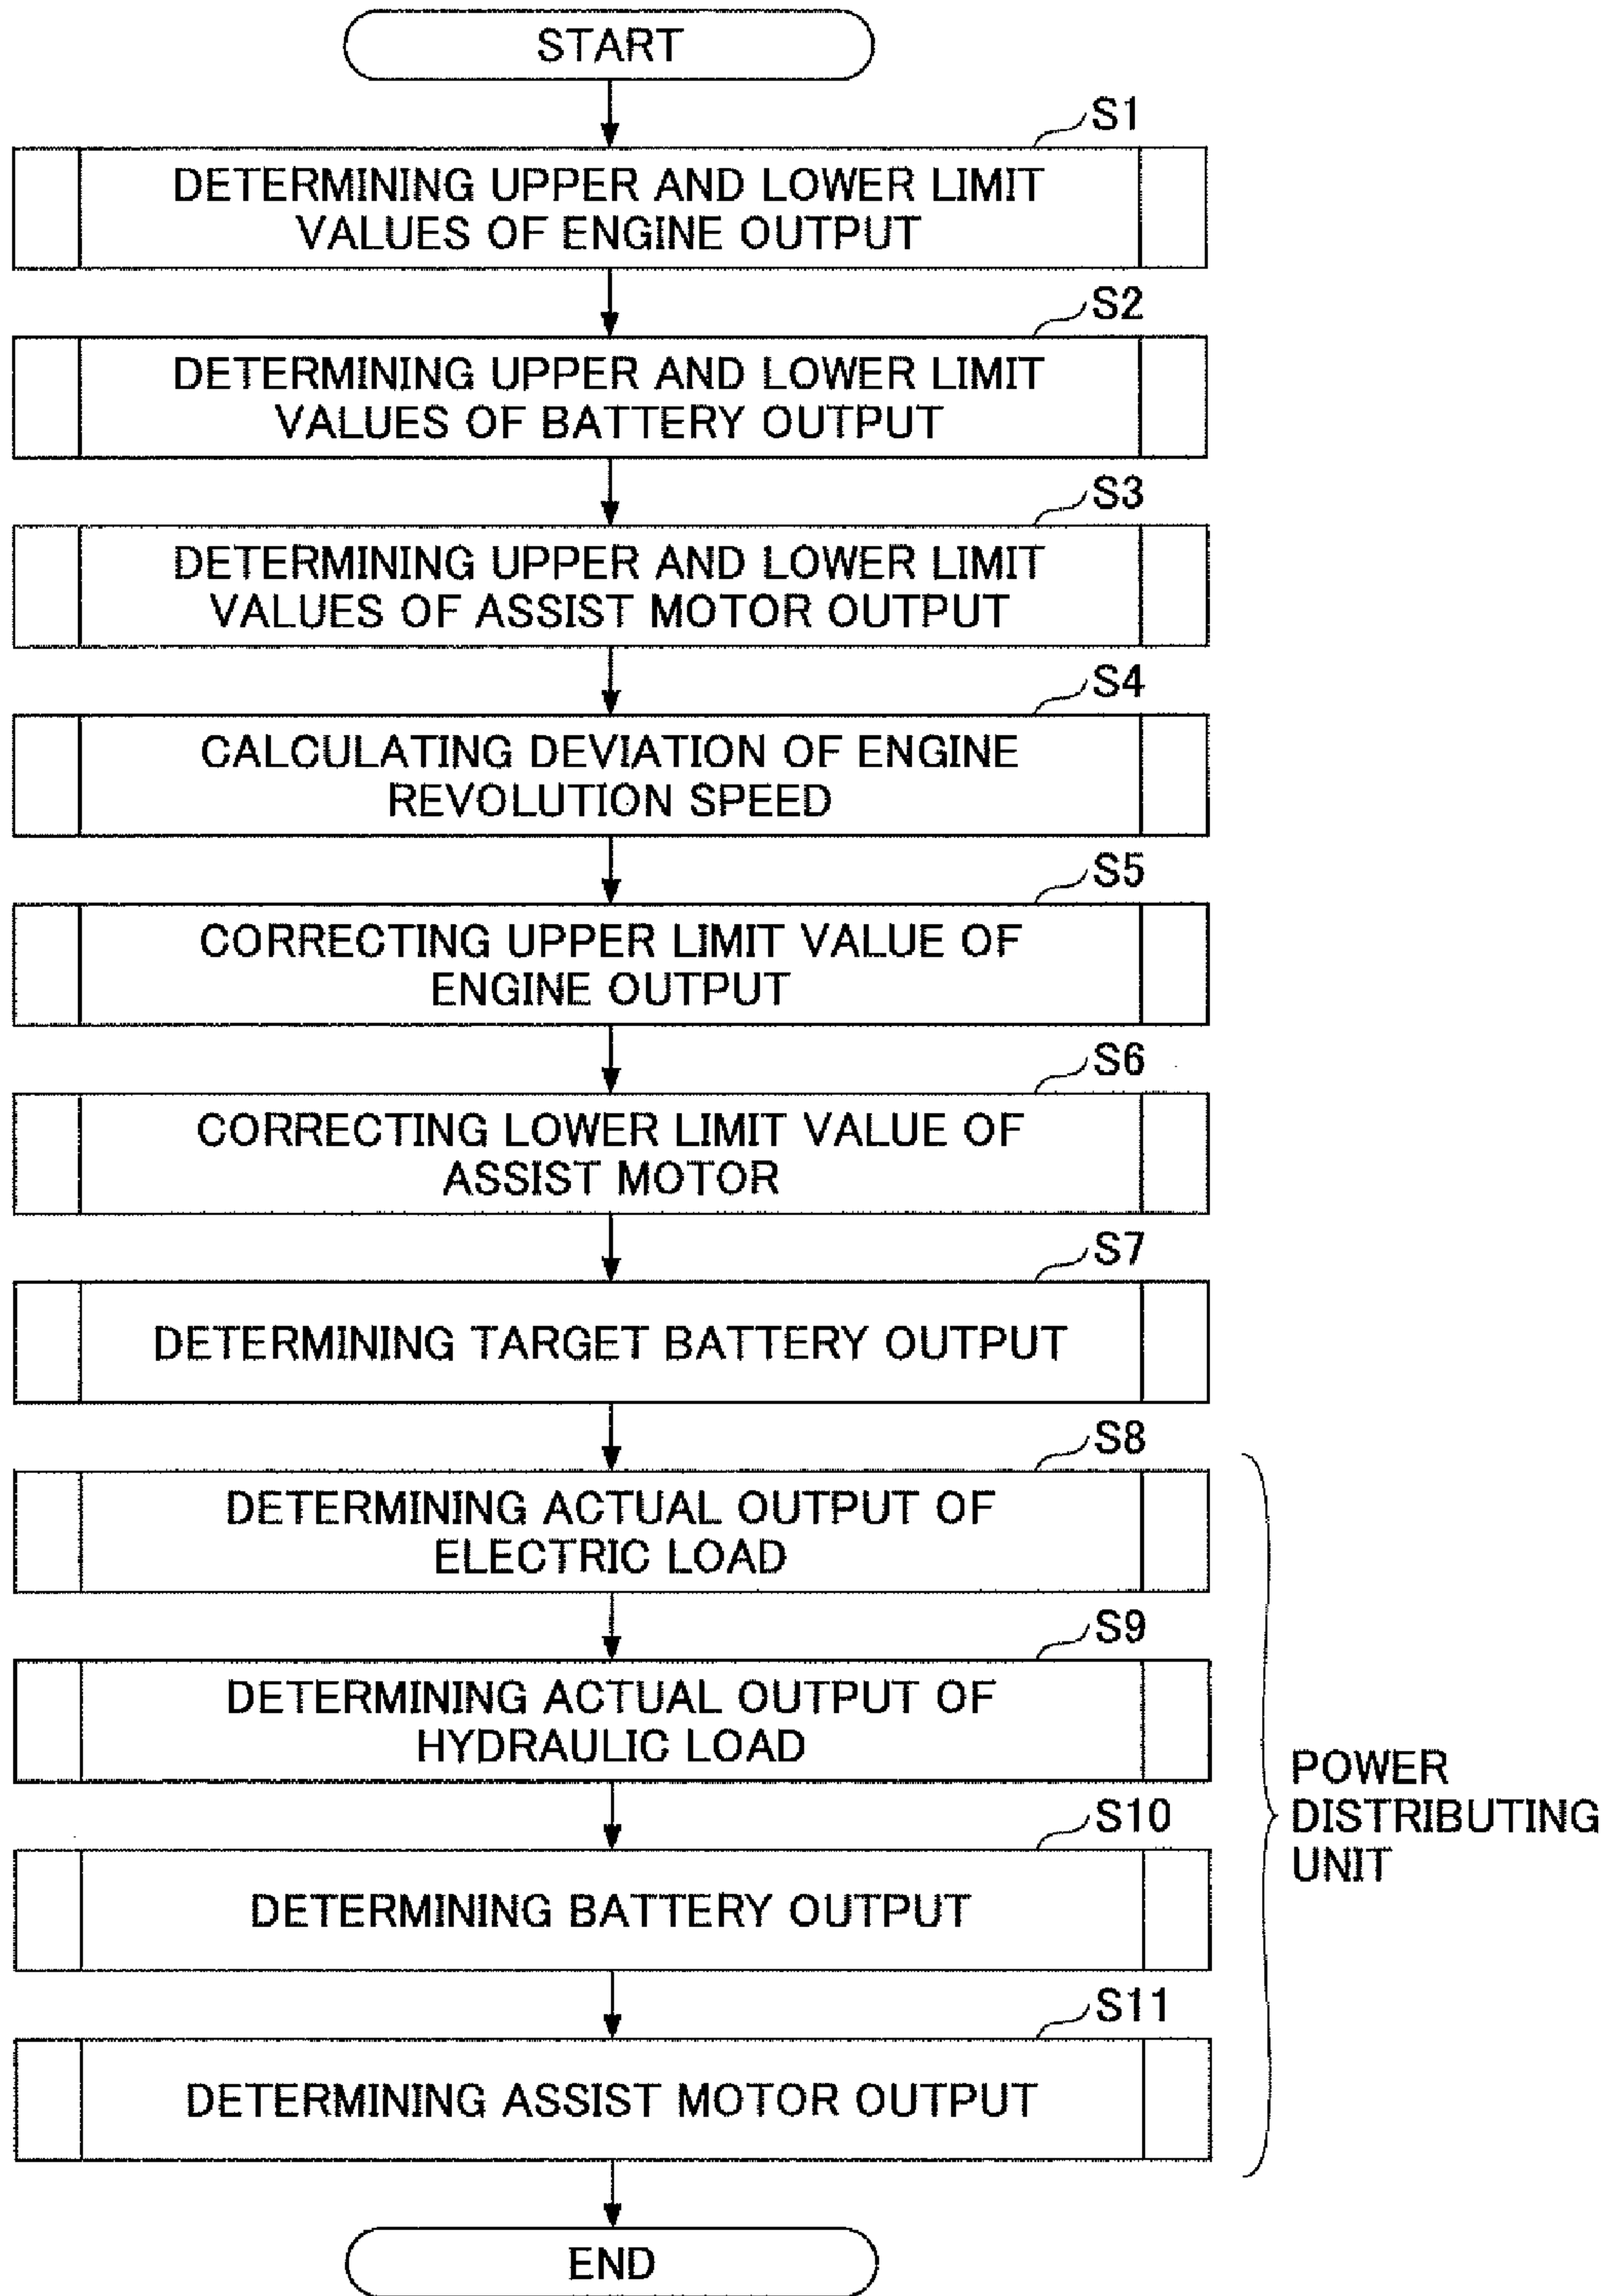 START
S1
DETERMINING UPPER AND LOWER LIMIT
VALUES OF ENGINE OUTPUT
S2
DETERMINING UPPER AND LOWER LIMIT
VALUES OF BATTERY OUTPUT
S3
DETERMINING UPPER AND LOWER LIMIT
VALUES OF ASSIST MOTOR OUTPUT
S4
CALCULATING DEVIATION OF ENGINE
REVOLUTION SPEED
S5
CORRECTING UPPER LIMIT VALUE OF
ENGINE OUTPUT
S6
CORRECTING LOWER LIMIT VALUE OF
ASSIST MOTOR
S7
DETERMINING TARGET BATTERY OUTPUT
S8
DETERMINING ACTUAL OUTPUT OF
ELECTRIC LOAD
S9
DETERMINING ACTUAL OUTPUT OF
HYDRAULIC LOAD
S10
DETERMINING BATTERY OUTPUT
S11
DETERMINING ASSIST MOTOR OUTPUT
POWER
DISTRIBUTING
UNIT
END